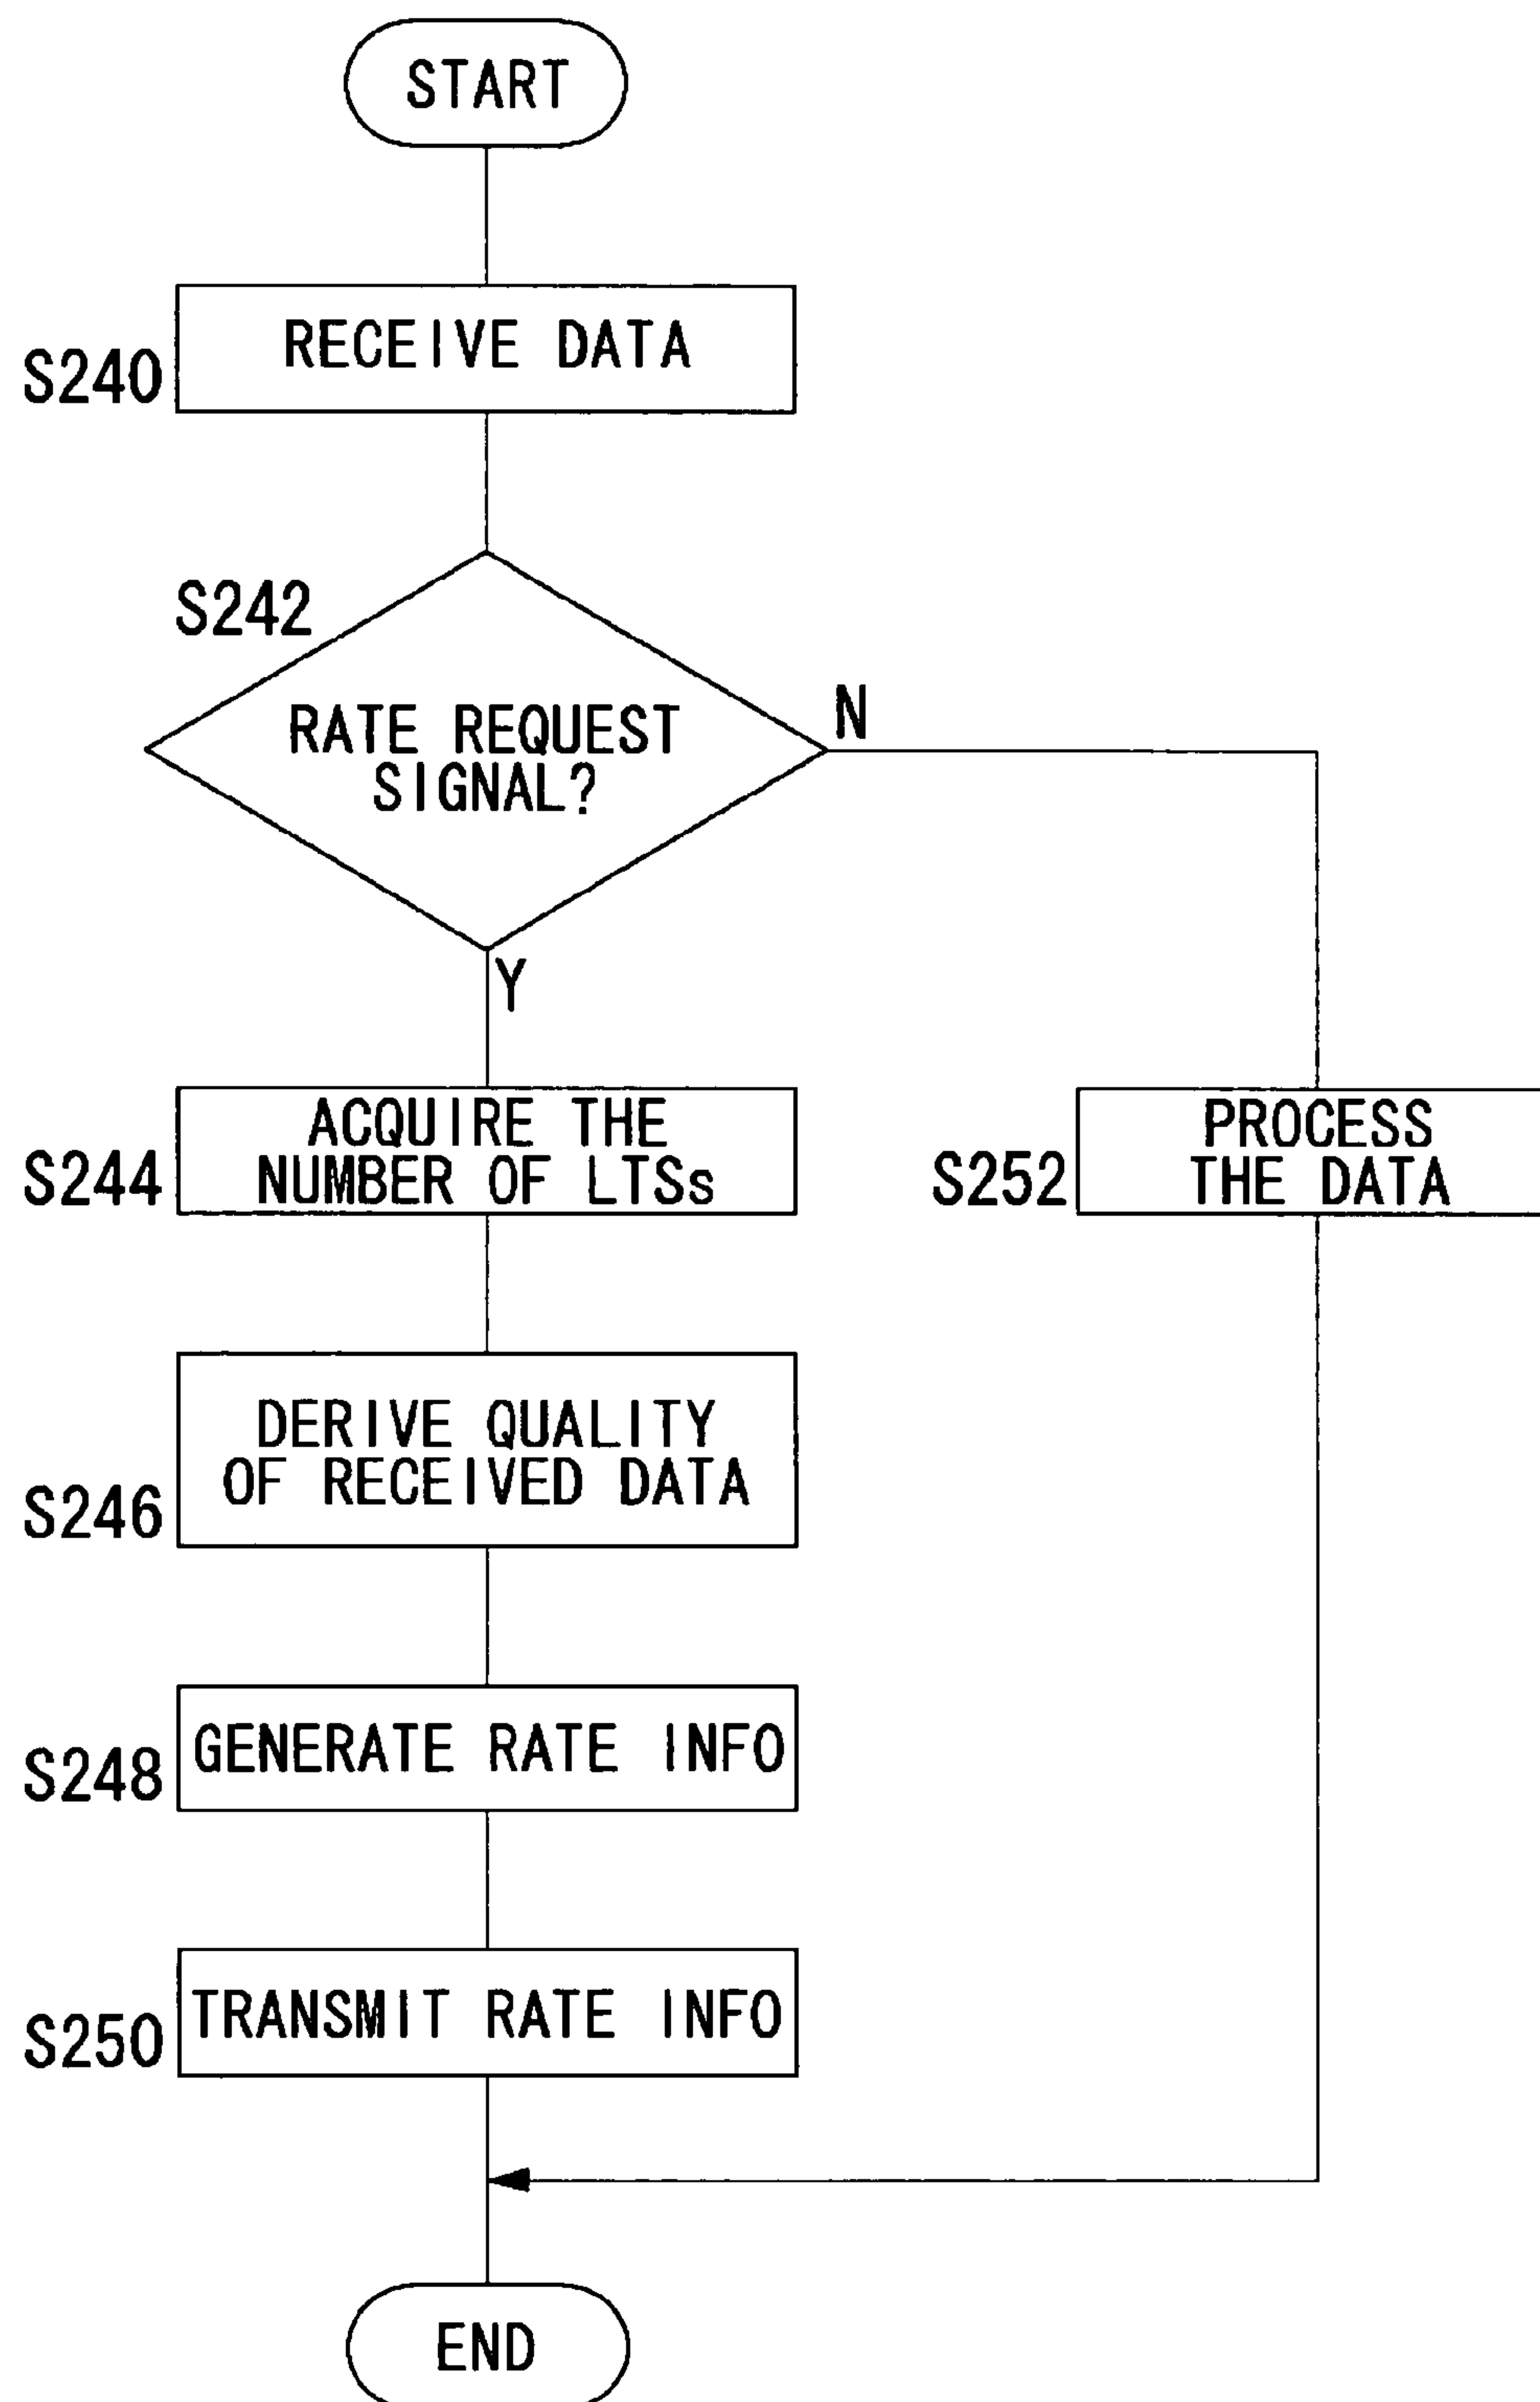 START
RECEIVE DATA
S240
S242
RATE REQUEST
SIGNAL?
N
Y
ACQUIRE THE
NUMBER OF LTSs
S244
PROCESS
THE DATA
S252
DERIVE QUALITY
OF RECEIVED DATA
S246
GENERATE RATE INFO
S248
TRANSMIT RATE INFO
S250
END